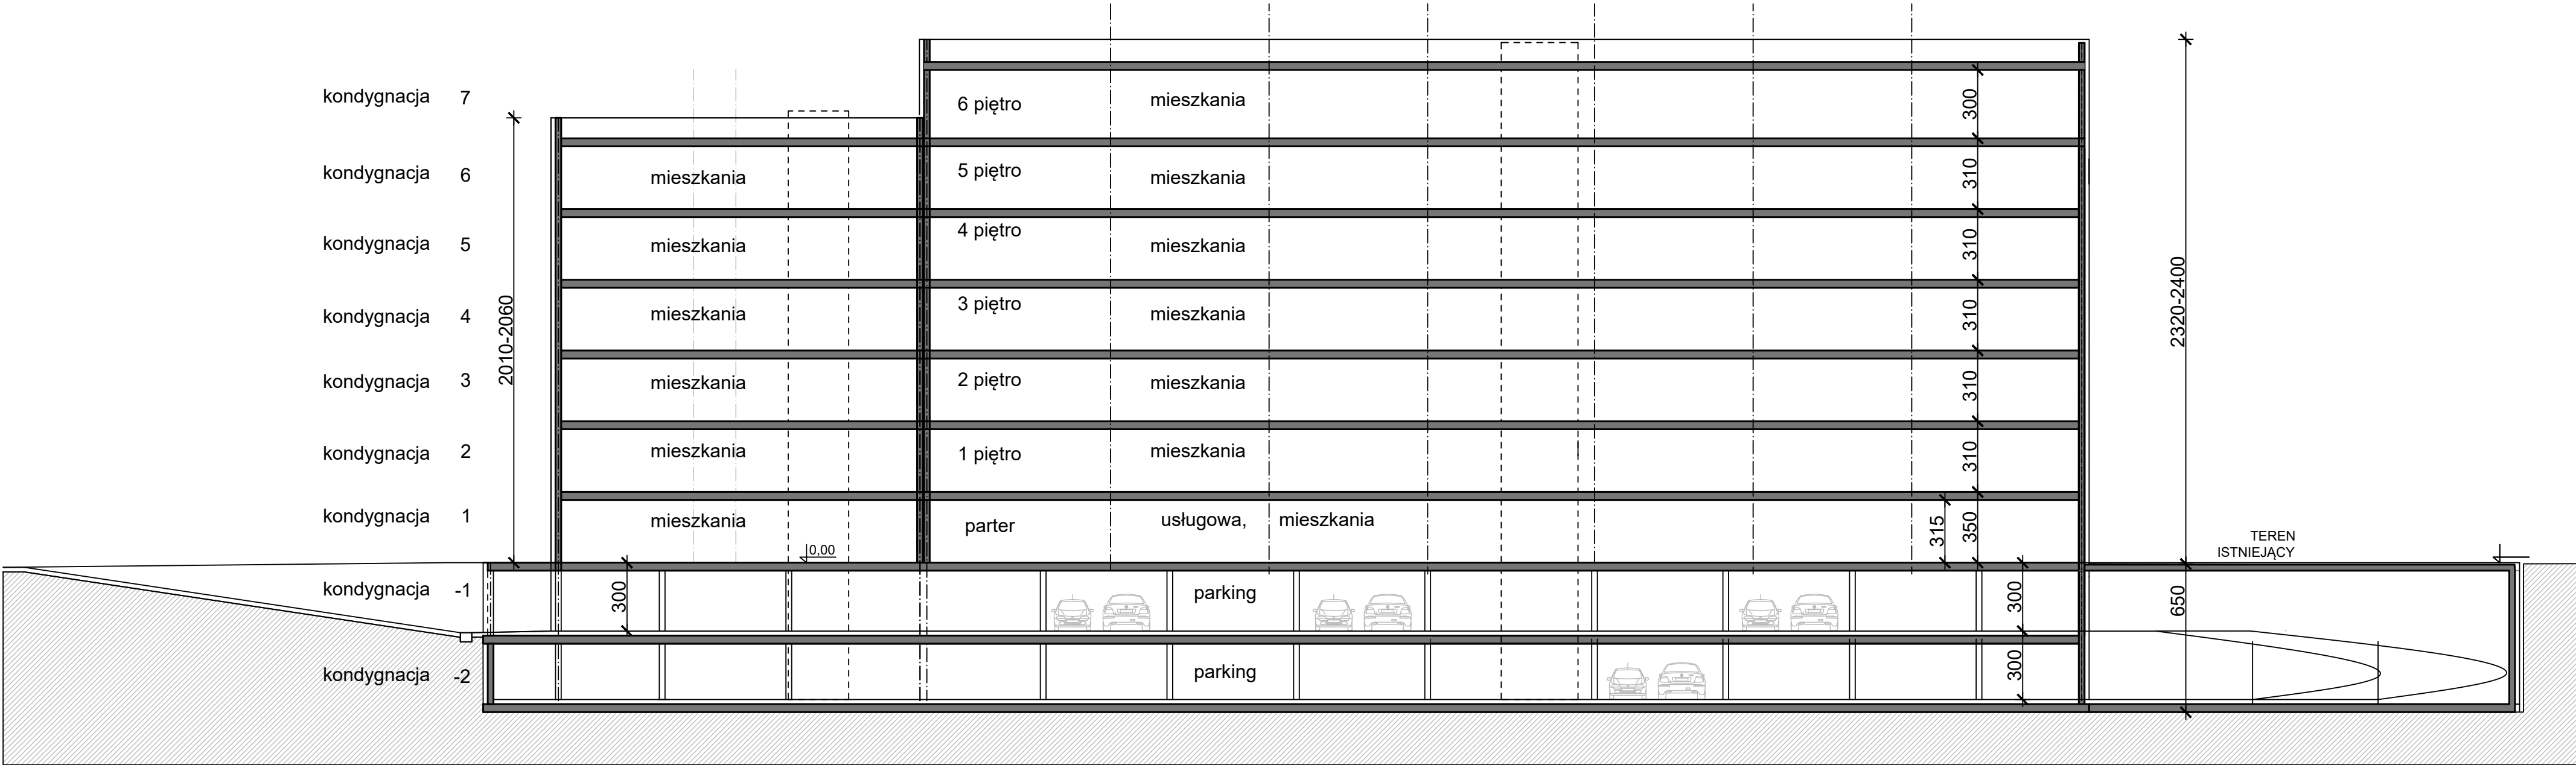 kondygnacja 7 6 piętro mieszkania 300
kondygnacja 6 mieszkania 5 piętro mieszkania 310
kondygnacja 5 mieszkania 4 piętro mieszkania 310
kondygnacja 4 mieszkania 3 piętro mieszkania 310
2010-2060
2320-2400
kondygnacja 3 mieszkania 2 piętro mieszkania 310
kondygnacja 2 mieszkania 1 piętro mieszkania 310
kondygnacja 1 mieszkania parter usługowa, mieszkania 315 350
0,00
TEREN
ISTNIEJĄCY
kondygnacja -1 300 parking 300 650
kondygnacja -2 parking 300